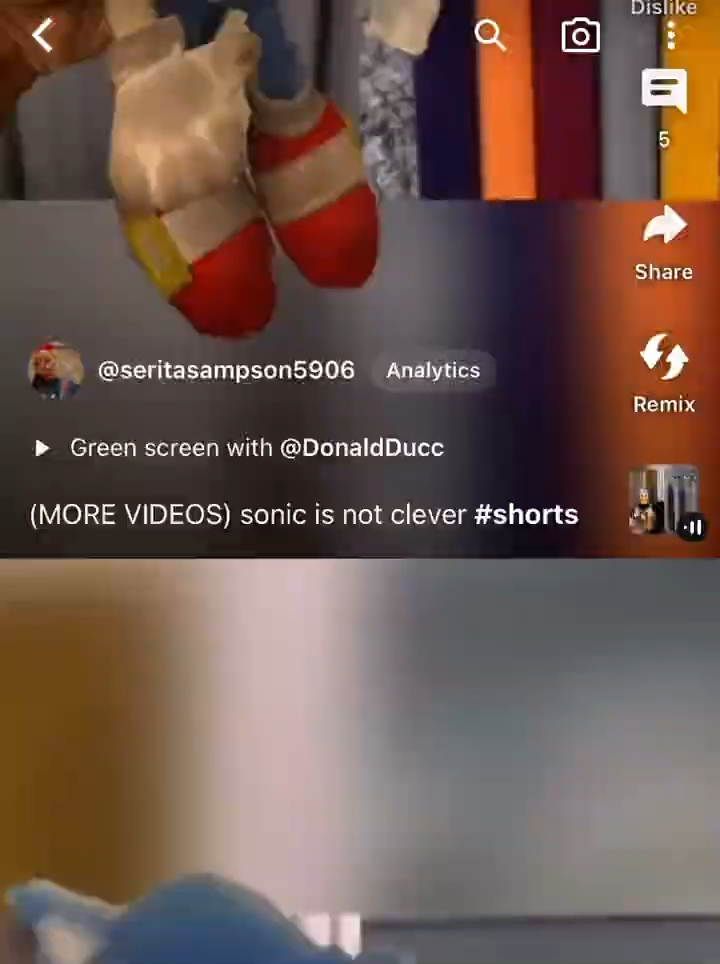 Dislike
5
Share
@seritasampson5906 Analytics
Remix
Green screen with @DonaldDucc
(MORE VIDEOS) sonic is not clever #shorts